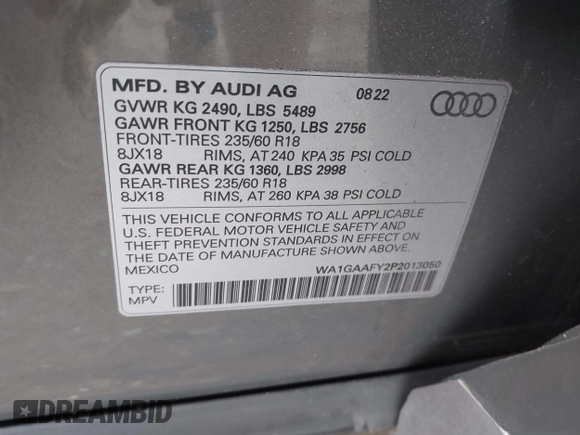 MFD. BY AUDI AG 0822
GVWR KG 2490, LBS 5489
GAWR FRONT KG 1250, LBS 2756
FRONT-TIRES 235/60 R18
8JX18 RIMS, AT 240 KPA 35 PSI COLD
GAWR REAR KG 1360, LBS 2998
REAR-TIRES 235/60 R18
8JX18 RIMS, AT 260 KPA 38 PSI COLD
THIS VEHICLE CONFORMS TO ALL APPLICABLE
U.S. FEDERAL MOTOR VEHICLE SAFETY AND
THEFT PREVENTION STANDARDS IN EFFECT ON
THE DATE OF MANUFACTURE SHOWN ABOVE.
MEXICO WA1GAAFY2P2013050
TYPE:
MPV
DREAMBID